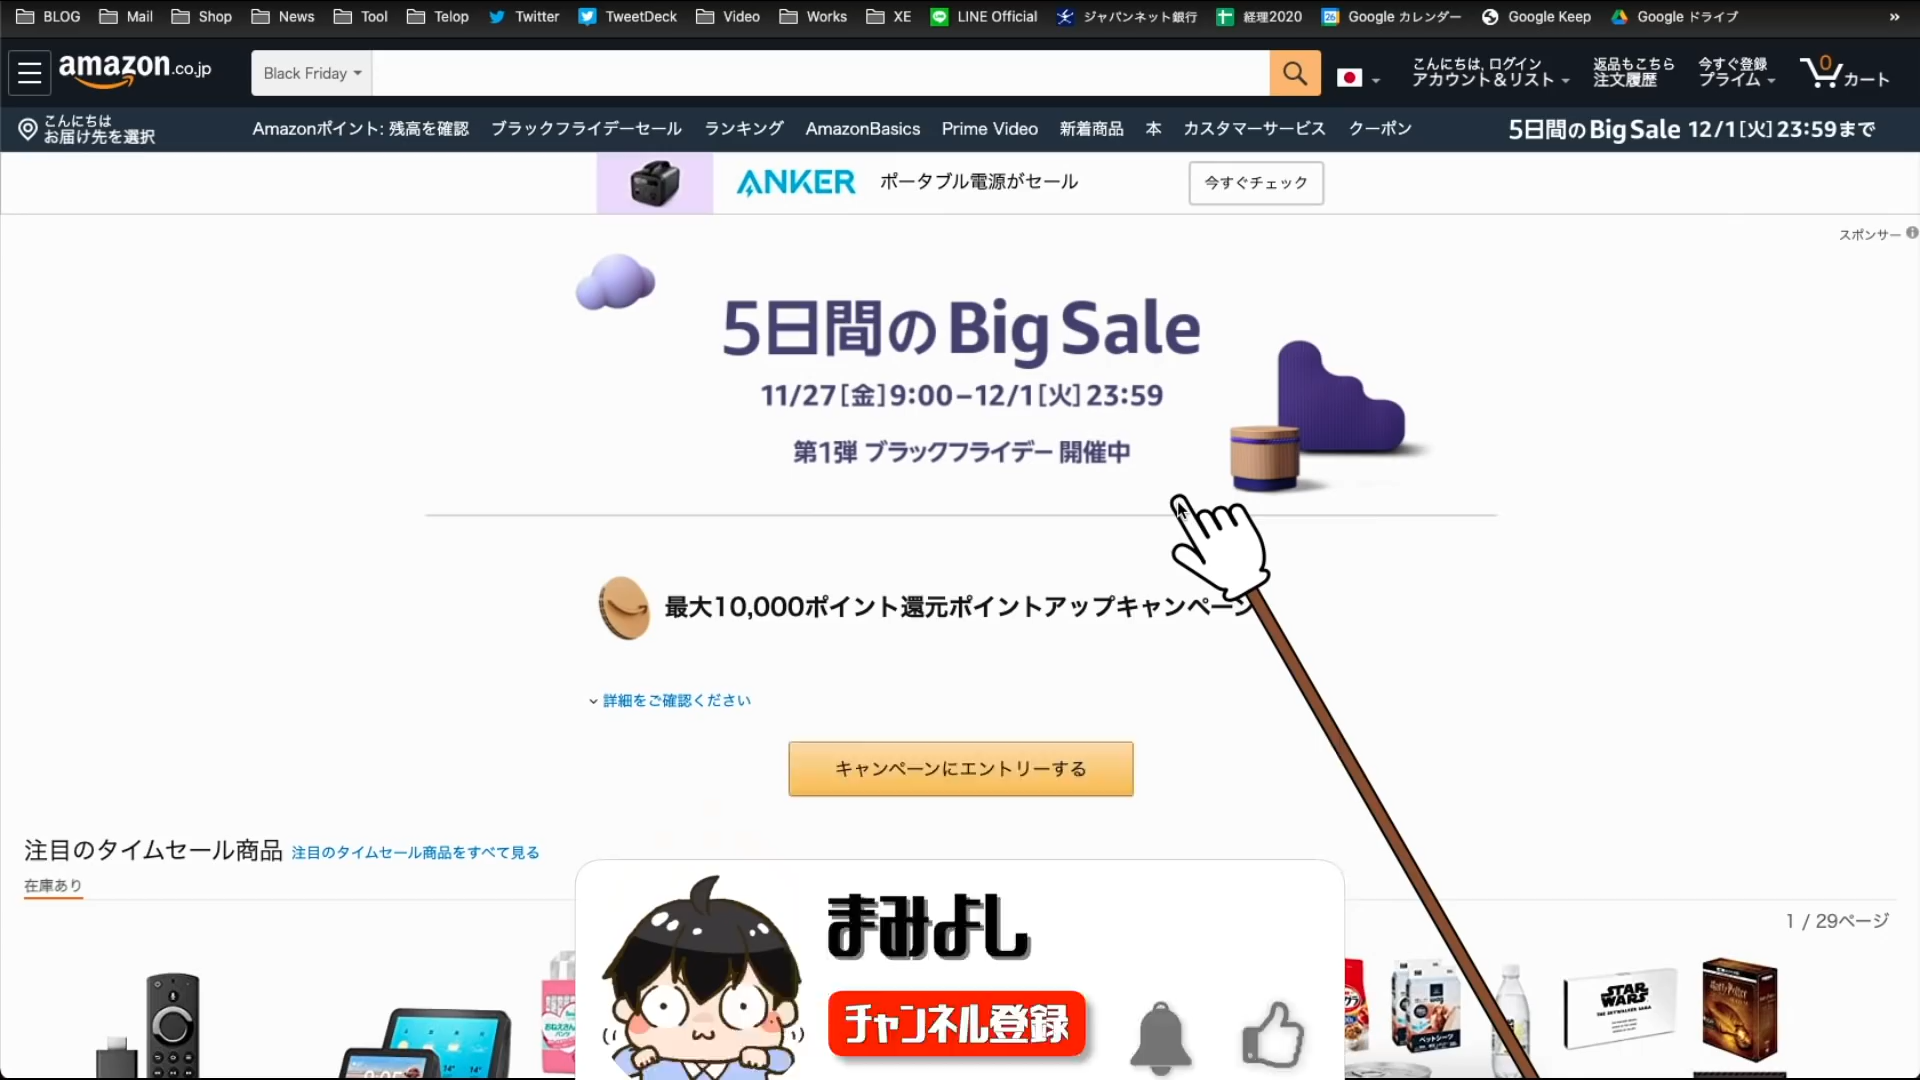 BLOG Mail Shop News Tool Telop Twitter TweetDeck Video Works XE LINE Official ジャパンネット銀行 経理2020 Google カレンダー Google Keep Google ドライブ »
amazon.co.jp Black Friday
こんにちは, ログイン
アカウント&リスト
返品もこちら
注文履歴
今すぐ登録
プライム
0 カート
こんにちは
お届け先を選択
Amazonポイント: 残高を確認 ブラックフライデーセール ランキング AmazonBasics Prime Video 新着商品 本 カスタマーサービス クーポン
5日間のBig Sale 12/1[火]23:59まで
ANKER ポータブル電源がセール 今すぐチェック
スポンサー
5日間のBig Sale
11/27[金]9:00–12/1[火]23:59
第1弾 ブラックフライデー 開催中
最大10,000ポイント還元ポイントアップキャンペーン
詳細をご確認ください
キャンペーンにエントリーする
注目のタイムセール商品 注目のタイムセール商品をすべて見る
在庫あり
1 / 29ページ
まみよし
チャンネル登録
STAR WARS
THE SKYWALKER SAGA
ペットシーツ
Harry Potter